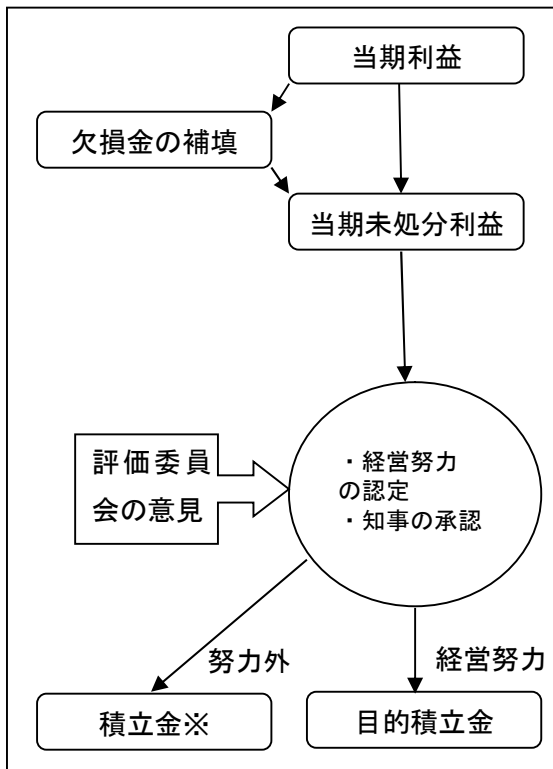 当期利益
欠損金の補填
当期未処分利益
評価委員
会の意見
・経営努力
の認定
・知事の承認
努力外
経営努力
積立金※
目的積立金